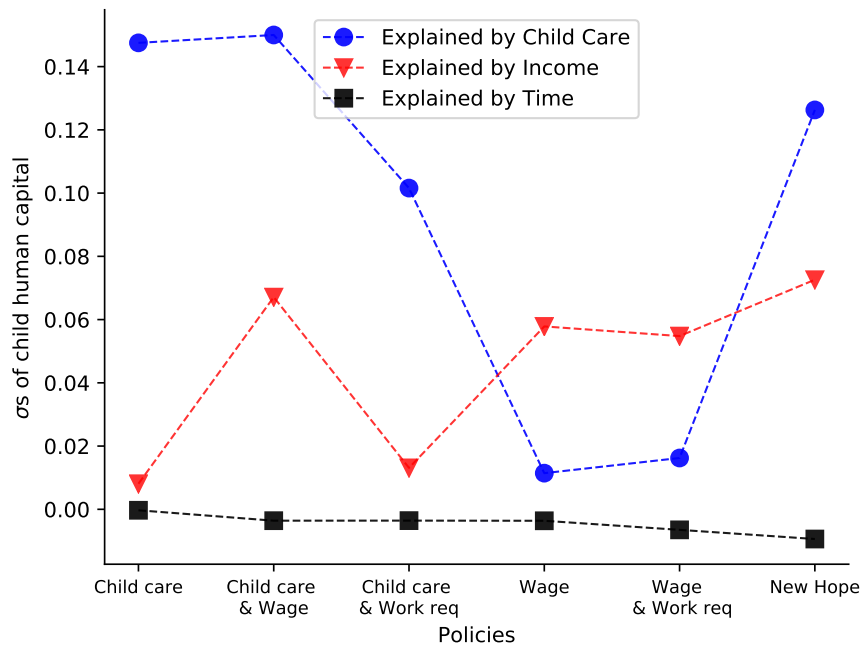 Explained by Child Care
Explained by Income
Explained by Time
σs of child human capital
0.14
0.12
0.10
0.08
0.06
0.04
0.02
0.00
Child care
Child care
& Wage
Child care
& Work req
Wage
Wage
& Work req
New Hope
Policies